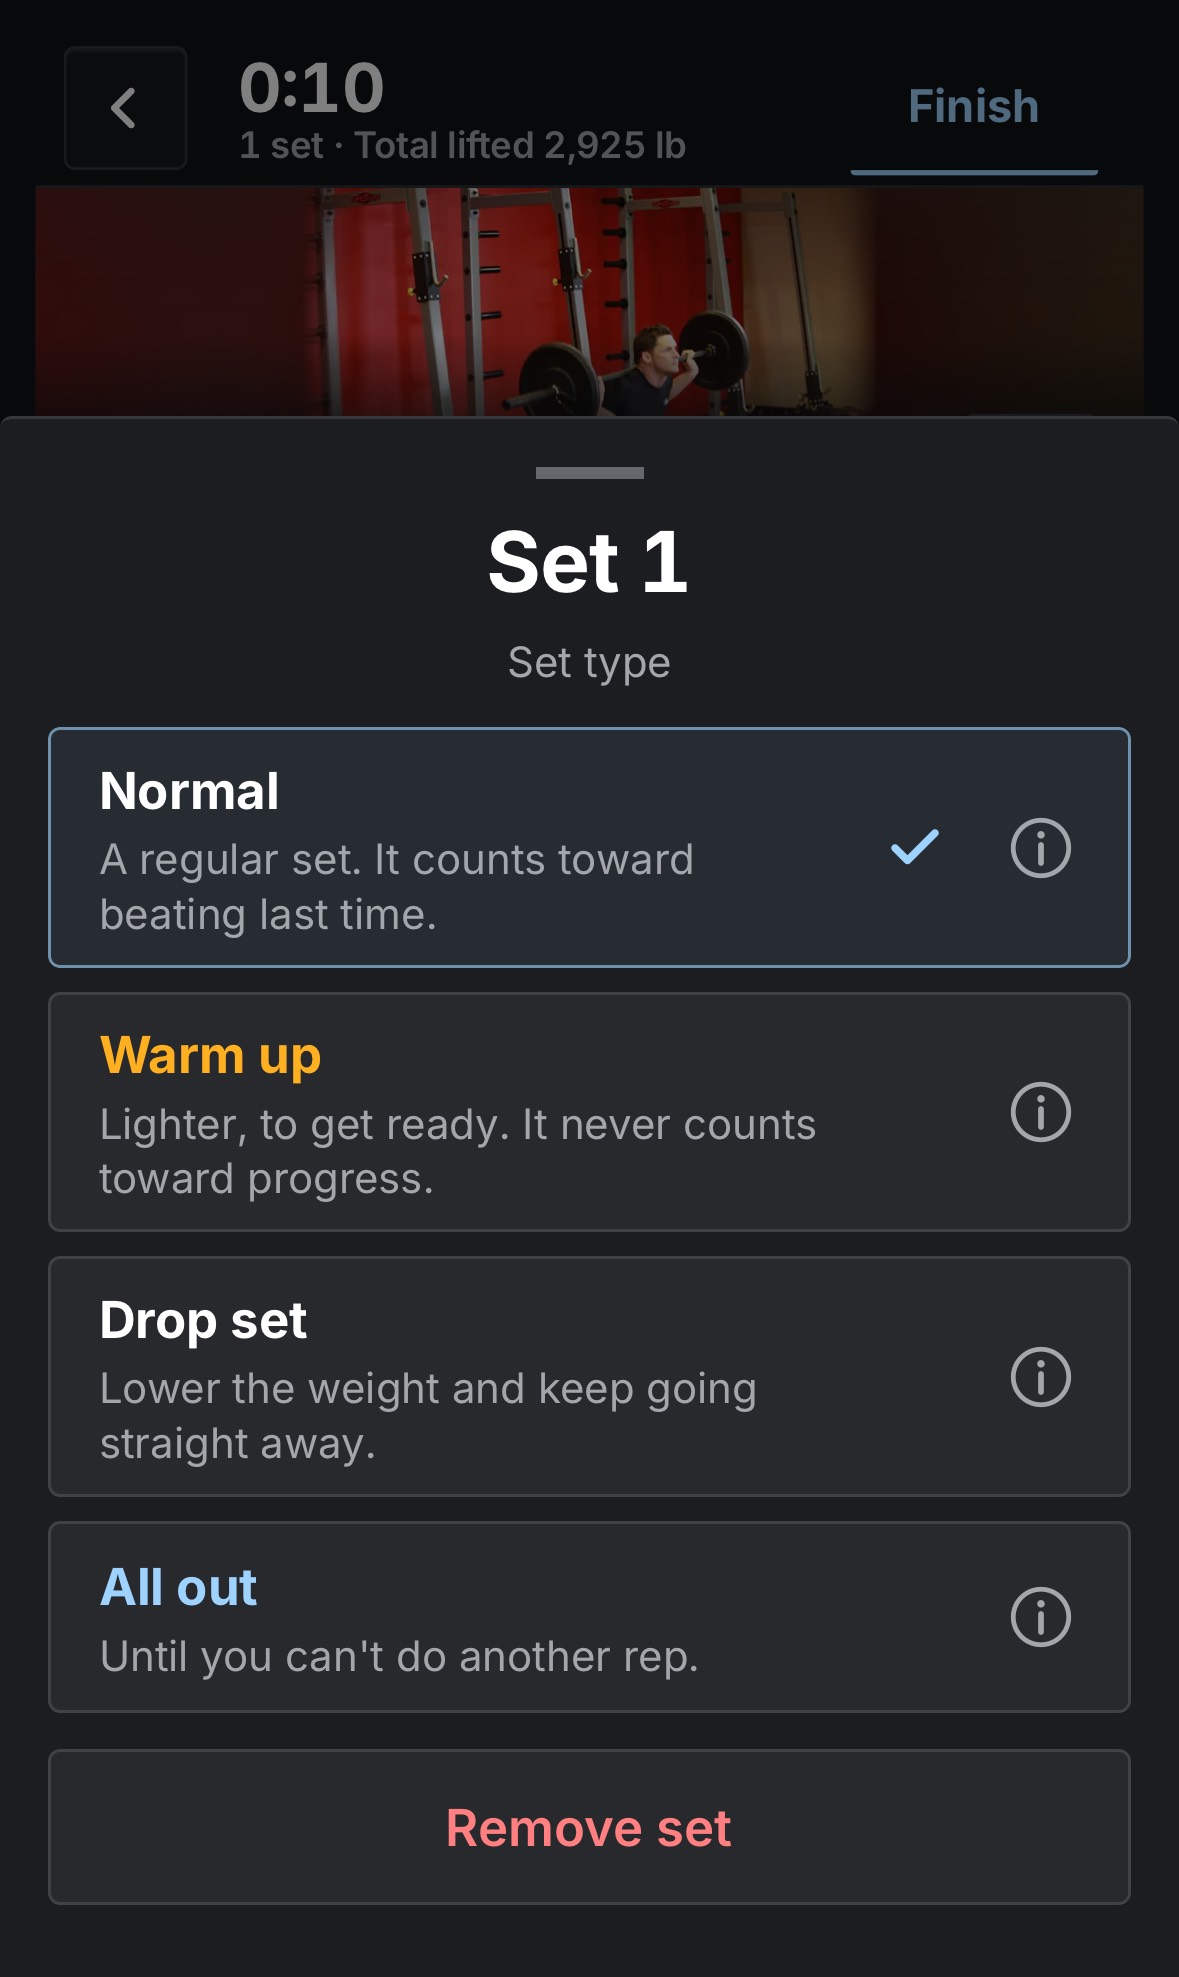 0:10
1 set · Total lifted 2,925 lb
Finish
Set 1
Set type
Normal
A regular set. It counts toward
beating last time.
Warm up
Lighter, to get ready. It never counts
toward progress.
Drop set
Lower the weight and keep going
straight away.
All out
Until you can't do another rep.
Remove set